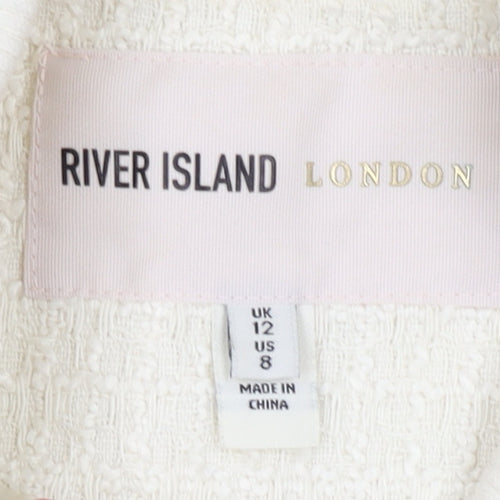 RIVER ISLAND LONDON
UK
12
US
8
MADE IN
CHINA